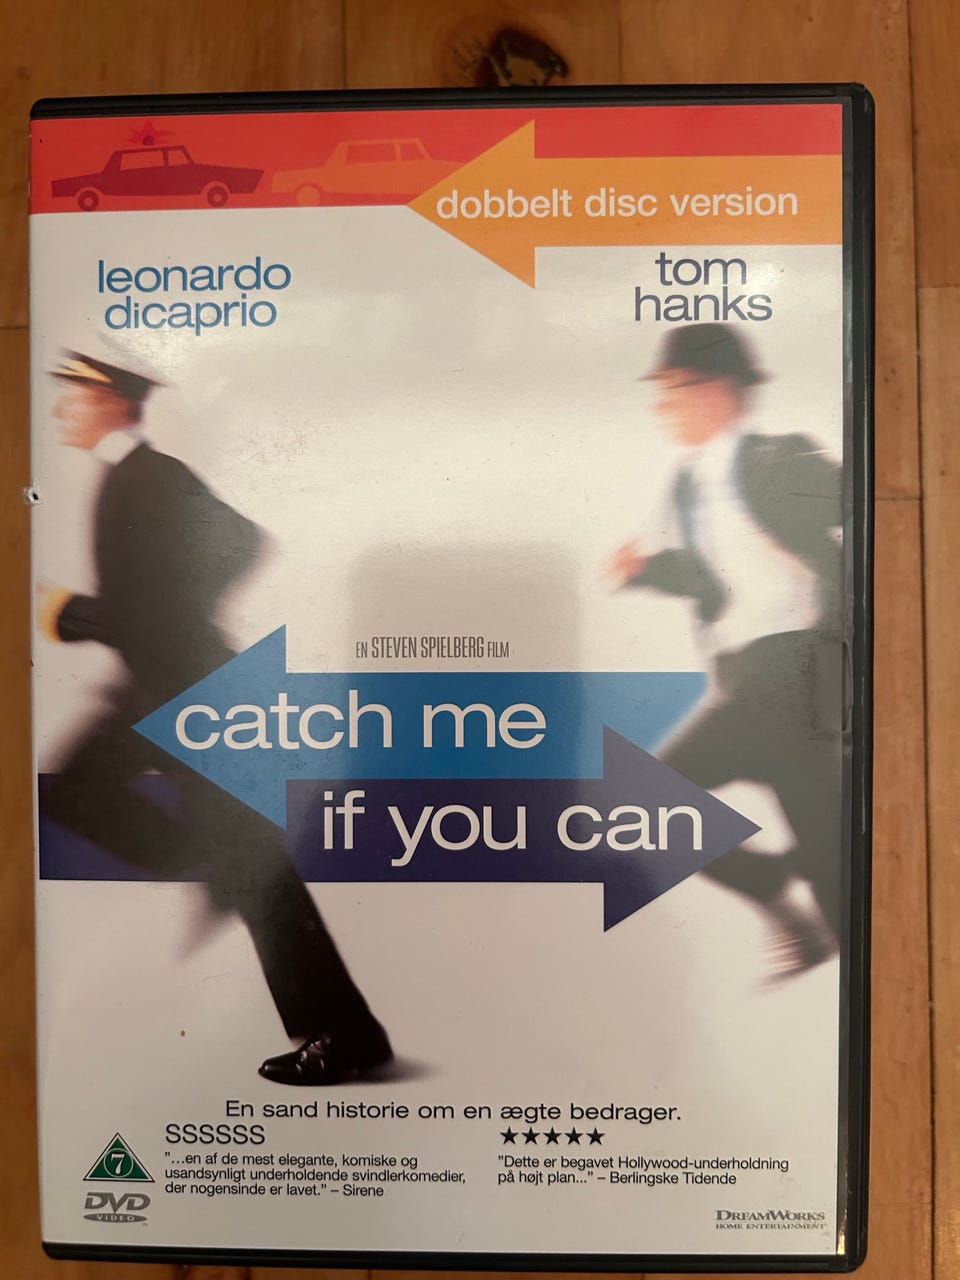 dobbelt disc version
leonardo
dicaprio
tom
hanks
EN STEVEN SPIELBERG FILM
catch me
if you can
En sand historie om en ægte bedrager.
SSSSSS
"...en af de mest elegante, komiske og
usandsynligt underholdende svindlerkomedier,
der nogensinde er lavet." – Sirene
★★★★★
"Dette er begavet Hollywood-underholdning
på højt plan..." – Berlingske Tidende
7
DVD
VIDEO
TM
DREAMWORKS
HOME ENTERTAINMENT